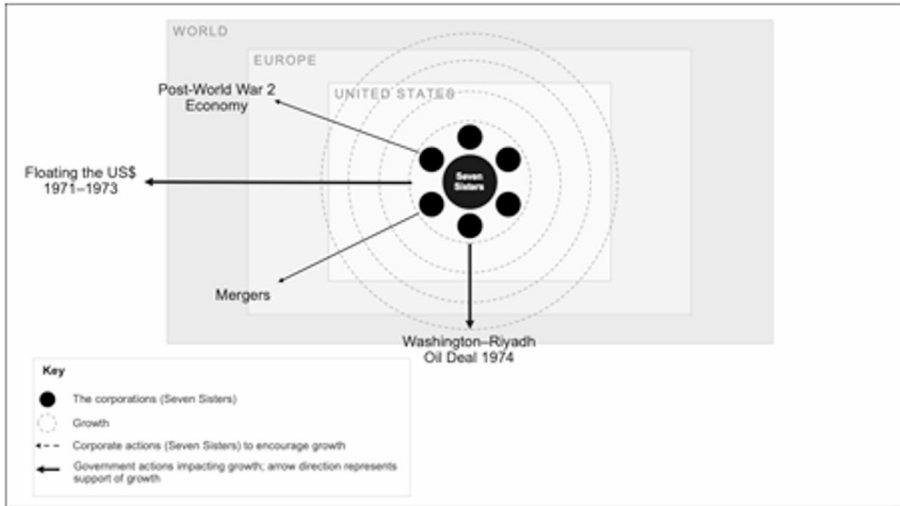 WORLD
EUROPE
UNITED STATES
Post-World War 2
Economy
Floating the US$
1971–1973
Seven
Sisters
Mergers
Washington–Riyadh
Oil Deal 1974
Key
The corporations (Seven Sisters)
Growth
Corporate actions (Seven Sisters) to encourage growth
Government actions impacting growth; arrow direction represents
support of growth